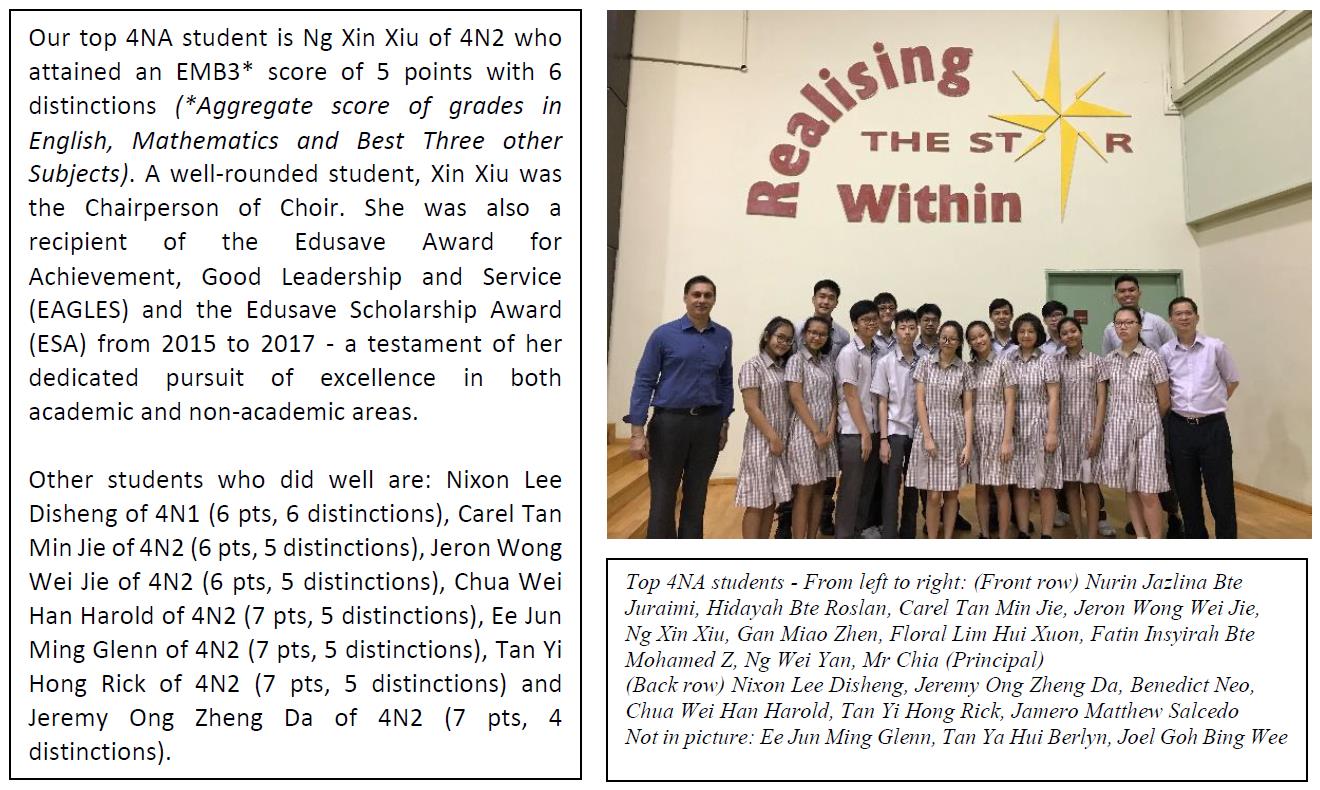 Our top 4NA student is Ng Xin Xiu of 4N2 who
attained an EMB3* score of 5 points with 6
distinctions (*Aggregate score of grades in
English, Mathematics and Best Three other
Subjects). A well-rounded student, Xin Xiu was
the Chairperson of Choir. She was also a
recipient of the Edusave Award for
Achievement, Good Leadership and Service
(EAGLES) and the Edusave Scholarship Award
(ESA) from 2015 to 2017 - a testament of her
dedicated pursuit of excellence in both
academic and non-academic areas.
Other students who did well are: Nixon Lee
Disheng of 4N1 (6 pts, 6 distinctions), Carel Tan
Min Jie of 4N2 (6 pts, 5 distinctions), Jeron Wong
Wei Jie of 4N2 (6 pts, 5 distinctions), Chua Wei
Han Harold of 4N2 (7 pts, 5 distinctions), Ee Jun
Ming Glenn of 4N2 (7 pts, 5 distinctions), Tan Yi
Hong Rick of 4N2 (7 pts, 5 distinctions) and
Jeremy Ong Zheng Da of 4N2 (7 pts, 4
distinctions).
Realising
THE ST R
Within
Top 4NA students - From left to right: (Front row) Nurin Jazlina Bte
Juraimi, Hidayah Bte Roslan, Carel Tan Min Jie, Jeron Wong Wei Jie,
Ng Xin Xiu, Gan Miao Zhen, Floral Lim Hui Xuon, Fatin Insyirah Bte
Mohamed Z, Ng Wei Yan, Mr Chia (Principal)
(Back row) Nixon Lee Disheng, Jeremy Ong Zheng Da, Benedict Neo,
Chua Wei Han Harold, Tan Yi Hong Rick, Jamero Matthew Salcedo
Not in picture: Ee Jun Ming Glenn, Tan Ya Hui Berlyn, Joel Goh Bing Wee